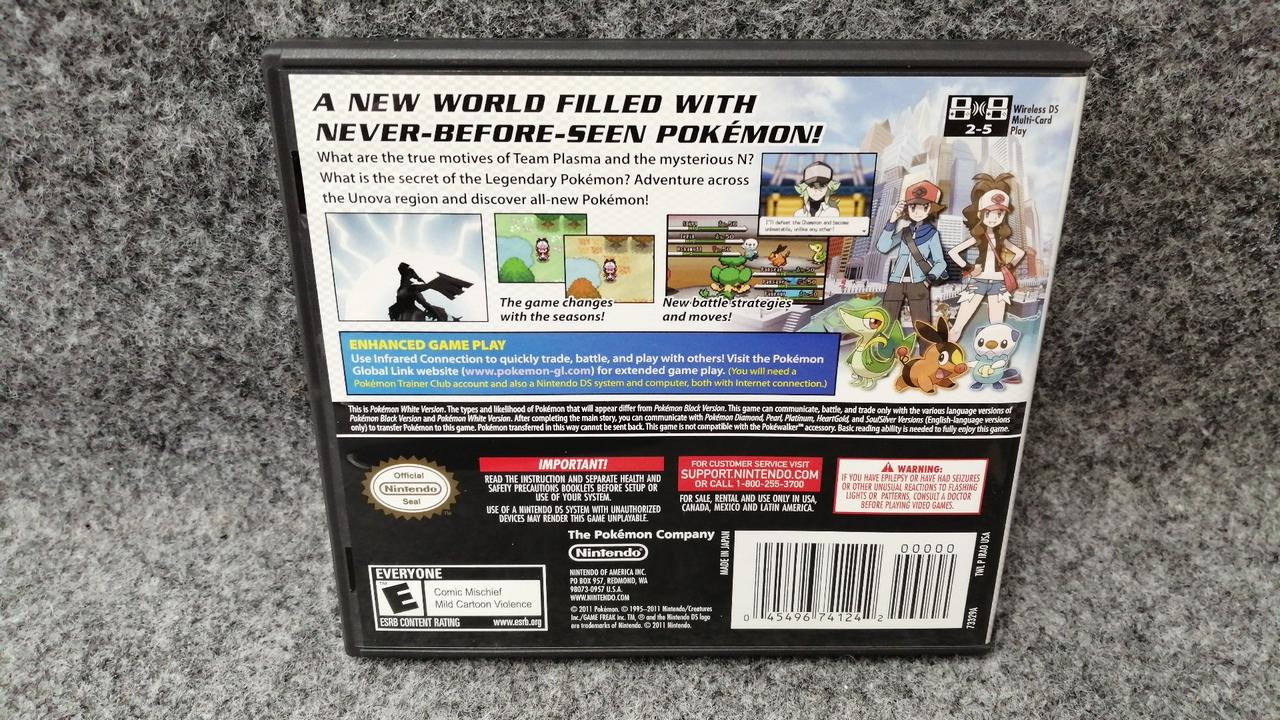 A NEW WORLD FILLED WITH
NEVER-BEFORE-SEEN POKÉMON!
What are the true motives of Team Plasma and the mysterious N?
What is the secret of the Legendary Pokémon? Adventure across
the Unova region and discover all-new Pokémon!
2-5
Wireless DS
Multi-Card
Play
I'll defeat the Champion and become
unbeatable, unlike any other!
The game changes
with the seasons!
New battle strategies
and moves!
ENHANCED GAME PLAY
Use Infrared Connection to quickly trade, battle, and play with others! Visit the Pokémon
Global Link website (www.pokemon-gl.com) for extended game play. (You will need a
Pokémon Trainer Club account and also a Nintendo DS system and computer, both with Internet connection.)
This is Pokémon White Version. The types and likelihood of Pokémon that will appear differ from Pokémon Black Version. This game can communicate, battle, and trade only with the various language versions of
Pokémon Black Version and Pokémon White Version. After completing the main story, you can communicate with Pokémon Diamond, Pearl, Platinum, HeartGold, and SoulSilver Versions (English-language versions
only) to transfer Pokémon to this game. Pokémon transferred in this way cannot be sent back. This game is not compatible with the Pokéwalker™ accessory. Basic reading ability is needed to fully enjoy this game.
Official
Nintendo
Seal
TM
IMPORTANT!
READ THE INSTRUCTION AND SEPARATE HEALTH AND
SAFETY PRECAUTIONS BOOKLETS BEFORE SETUP OR
USE OF YOUR SYSTEM.
USE OF A NINTENDO DS SYSTEM WITH UNAUTHORIZED
DEVICES MAY RENDER THIS GAME UNPLAYABLE.
FOR CUSTOMER SERVICE VISIT
SUPPORT.NINTENDO.COM
OR CALL 1-800-255-3700
FOR SALE, RENTAL AND USE ONLY IN USA,
CANADA, MEXICO AND LATIN AMERICA.
WARNING:
IF YOU HAVE EPILEPSY OR HAVE HAD SEIZURES
OR OTHER UNUSUAL REACTIONS TO FLASHING
LIGHTS OR PATTERNS, CONSULT A DOCTOR
BEFORE PLAYING VIDEO GAMES.
The Pokémon Company
Nintendo
NINTENDO OF AMERICA INC.
PO BOX 957, REDMOND, WA
98073-0957 U.S.A.
WWW.NINTENDO.COM
© 2011 Pokémon. © 1995-2011 Nintendo/Creatures
Inc./GAME FREAK inc. TM, ® and the Nintendo DS logo
are trademarks of Nintendo. © 2011 Nintendo.
EVERYONE
TM
E
Comic Mischief
Mild Cartoon Violence
ESRB CONTENT RATING www.esrb.org
MADE IN JAPAN
00000
0 45496 74124 2
TWL P IRAO USA
73329A